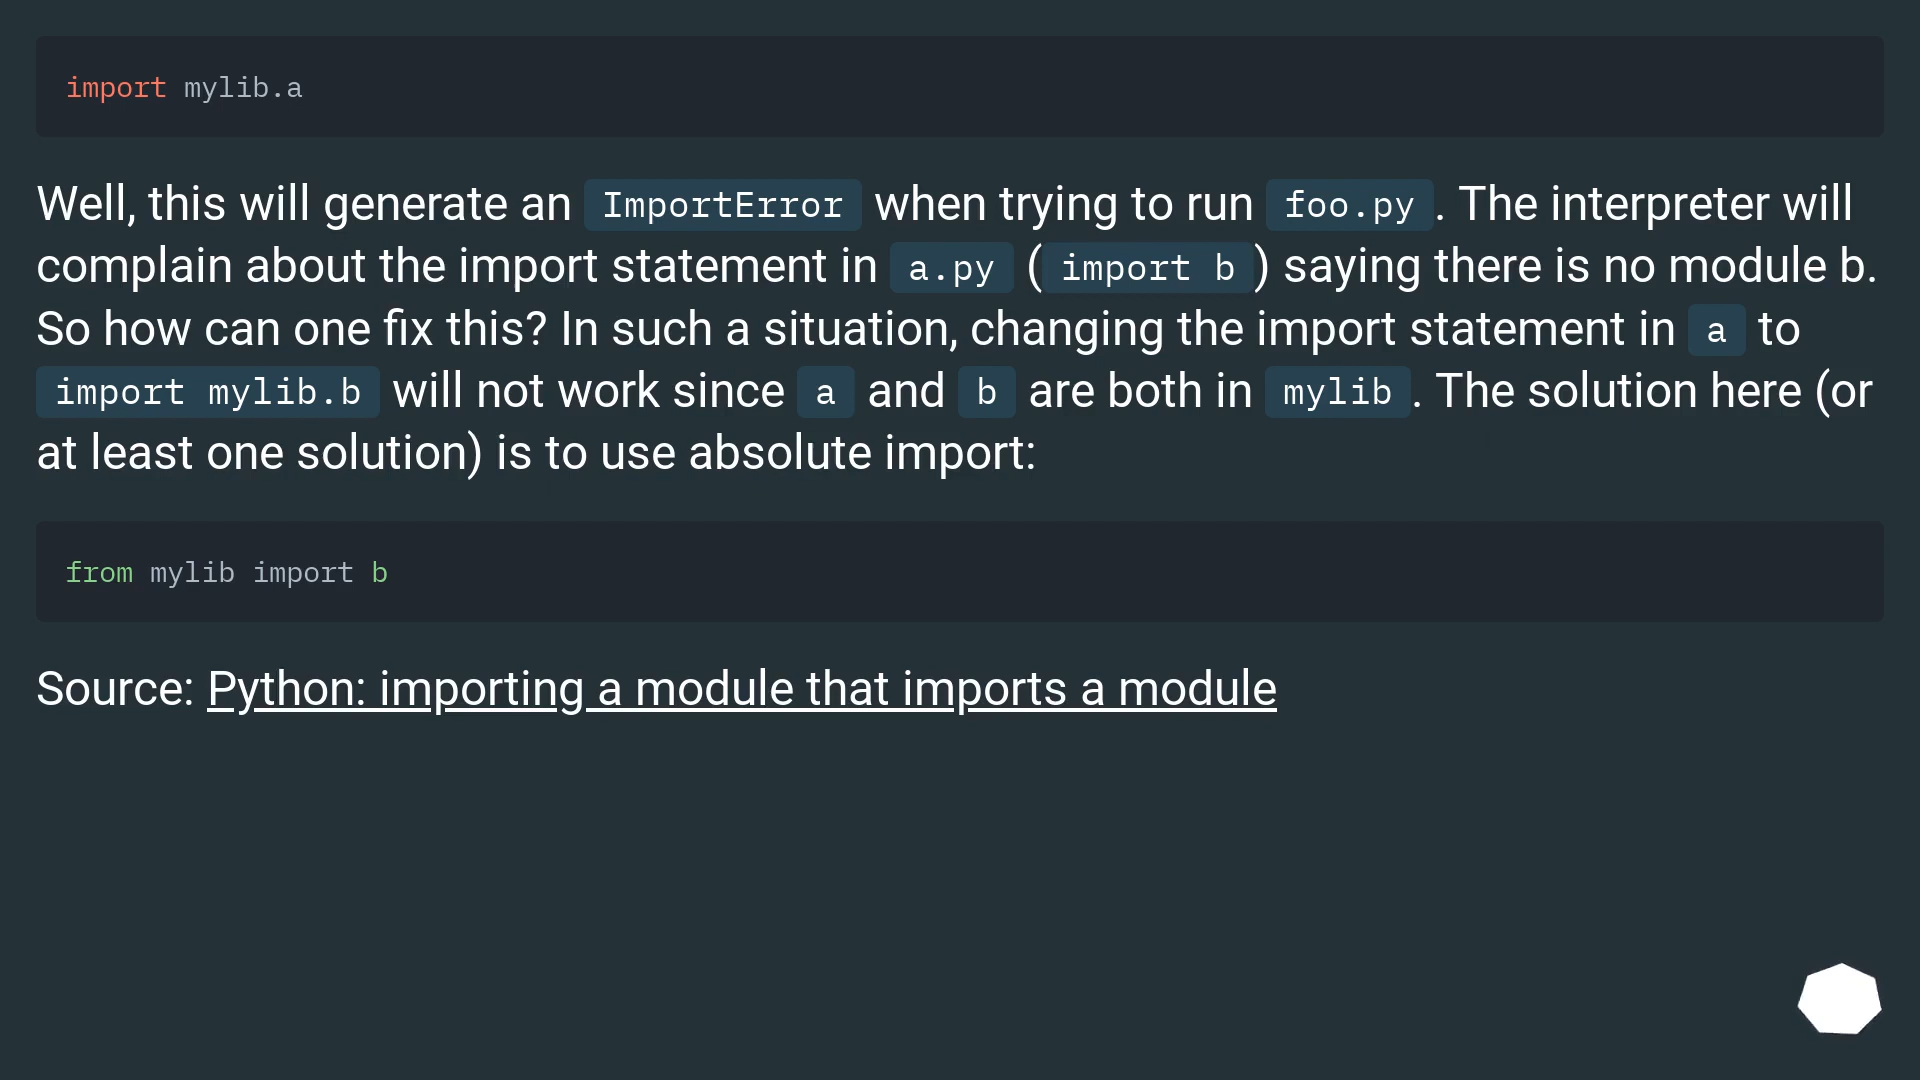 import mylib.a
Well, this will generate an ImportError when trying to run foo.py. The interpreter will
complain about the import statement in a.py (import b) saying there is no module b.
So how can one fix this? In such a situation, changing the import statement in a to
import mylib.b will not work since a and b are both in mylib. The solution here (or
at least one solution) is to use absolute import:
from mylib import b
Source: Python: importing a module that imports a module